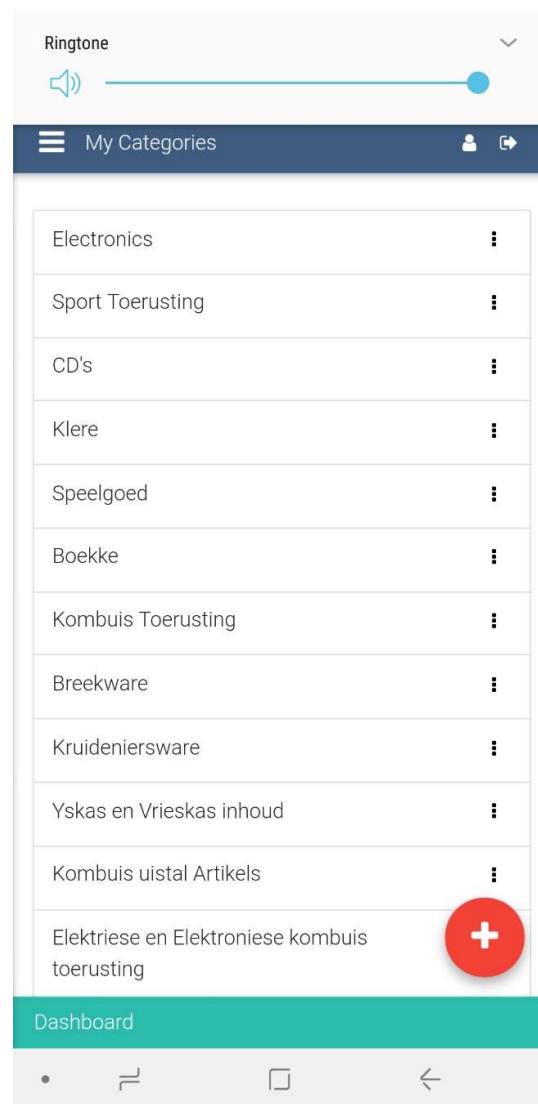 Ringtone
My Categories
Electronics
Sport Toerusting
CD's
Klere
Speelgoed
Boekke
Kombuis Toerusting
Breekware
Kruideniersware
Yskas en Vrieskas inhoud
Kombuis uistal Artikels
Elektriese en Elektroniese kombuis
toerusting
Dashboard